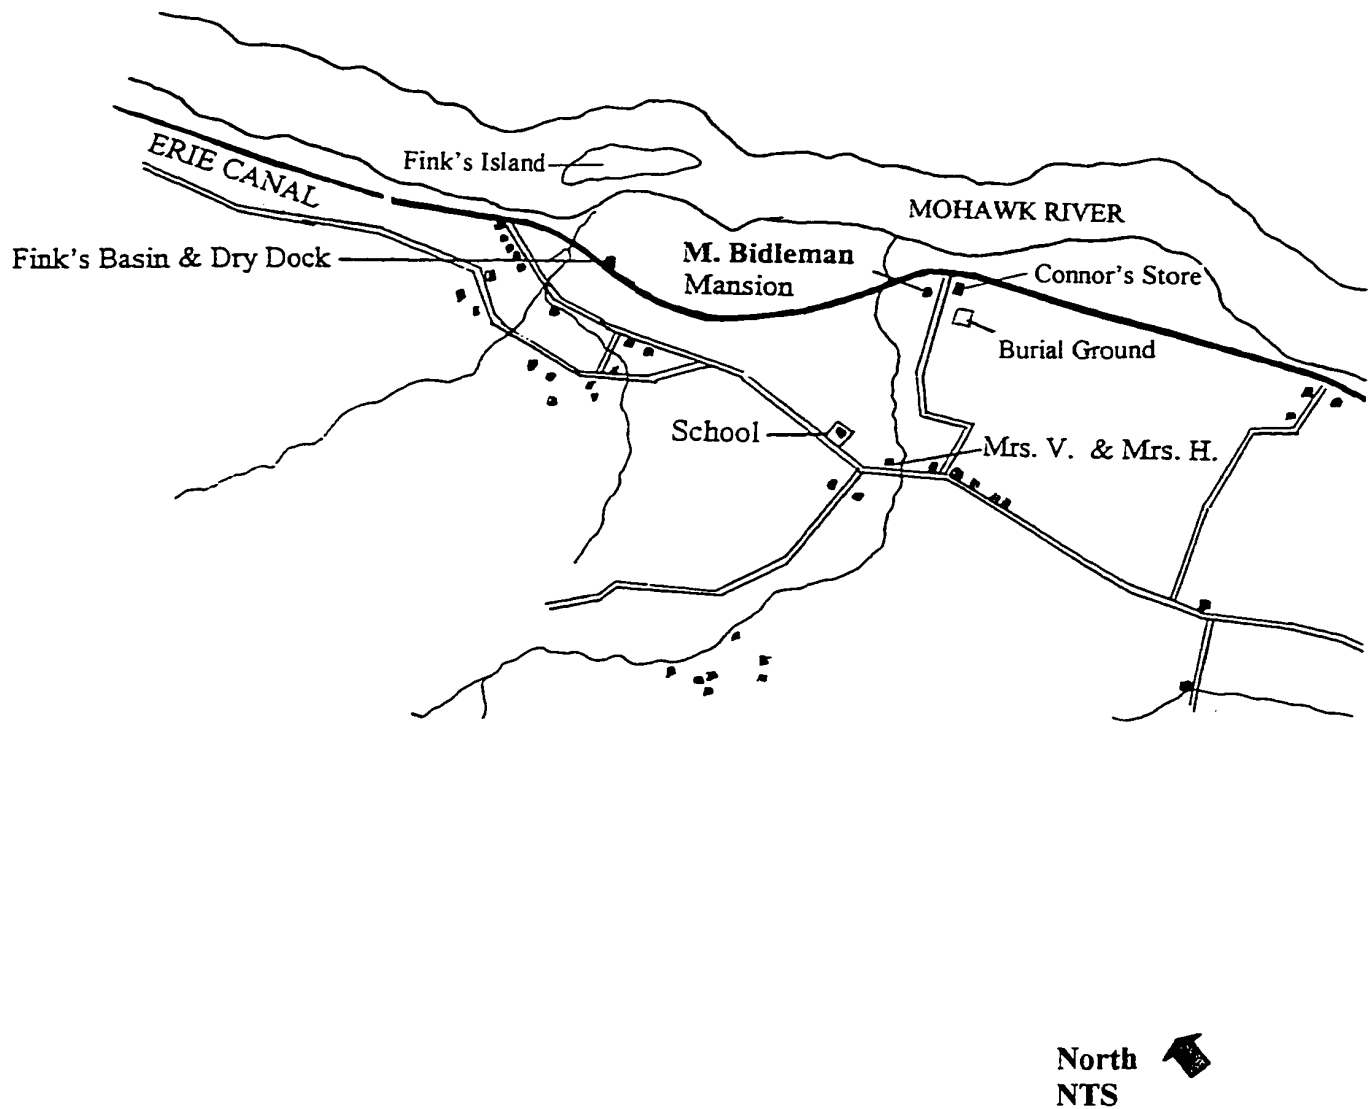 ERIE CANAL
Fink's Island
MOHAWK RIVER
Fink's Basin & Dry Dock
M. Bidleman
Mansion
Connor's Store
Burial Ground
School
Mrs. V. & Mrs. H.
North
NTS